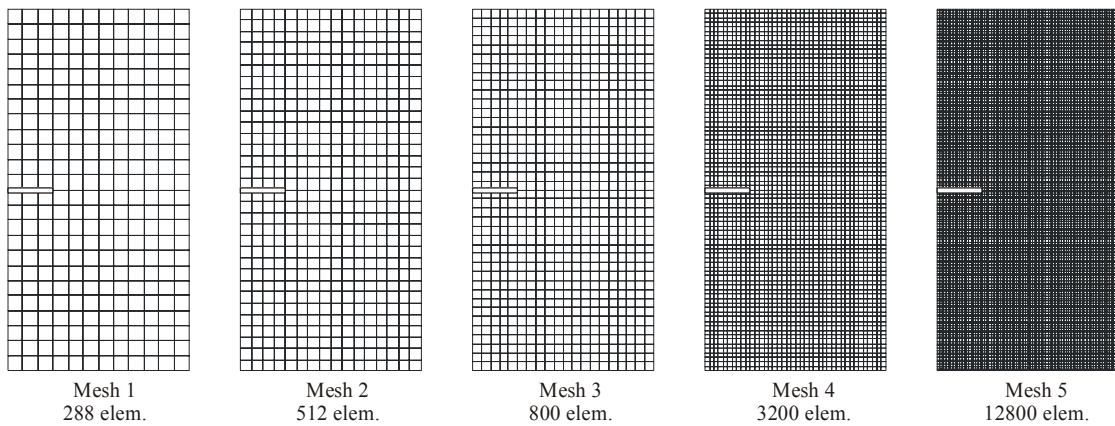 Mesh 1
288 elem.
Mesh 2
512 elem.
Mesh 3
800 elem.
Mesh 4
3200 elem.
Mesh 5
12800 elem.